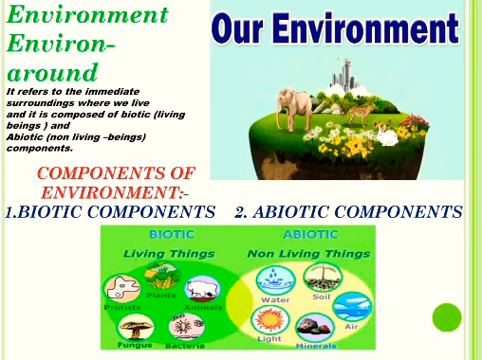 Environment
Environ-
around
It refers to the immediate
surroundings where we live
and it is composed of biotic (living
beings ) and
Abiotic (non living –beings)
components.
Our Environment
COMPONENTS OF
ENVIRONMENT:-
1.BIOTIC COMPONENTS
2. ABIOTIC COMPONENTS
BIOTIC
Living Things
Plants
Protists
Animals
Fungus
Bacteria
ABIOTIC
Non Living Things
Water
Soil
Air
Light
Minerals